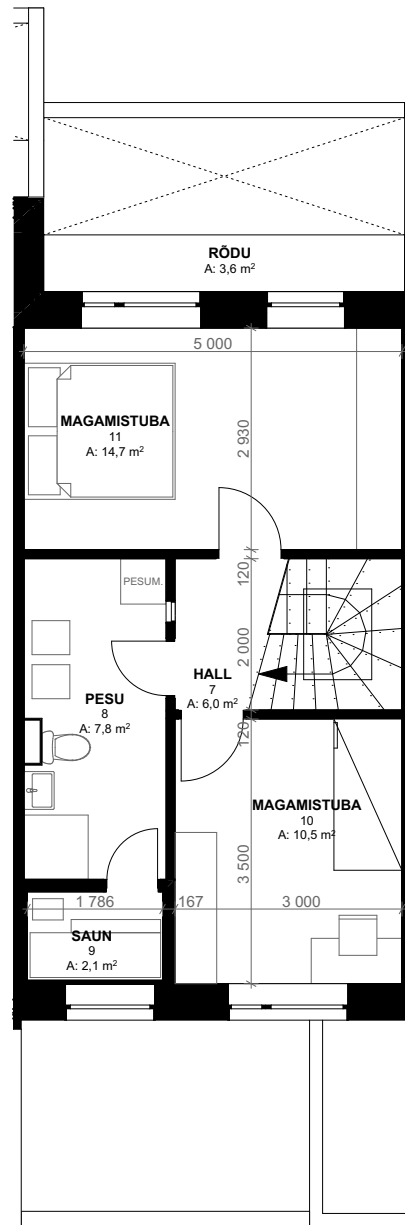 RÕDU
A: 3,6 m²
5 000
MAGAMISTUBA
11
A: 14,7 m²
2 930
120
PESUM.
2 000
HALL
7
A: 6,0 m²
PESU
8
A: 7,8 m²
120
MAGAMISTUBA
10
A: 10,5 m²
3 500
1 786
167
3 000
SAUN
9
A: 2,1 m²